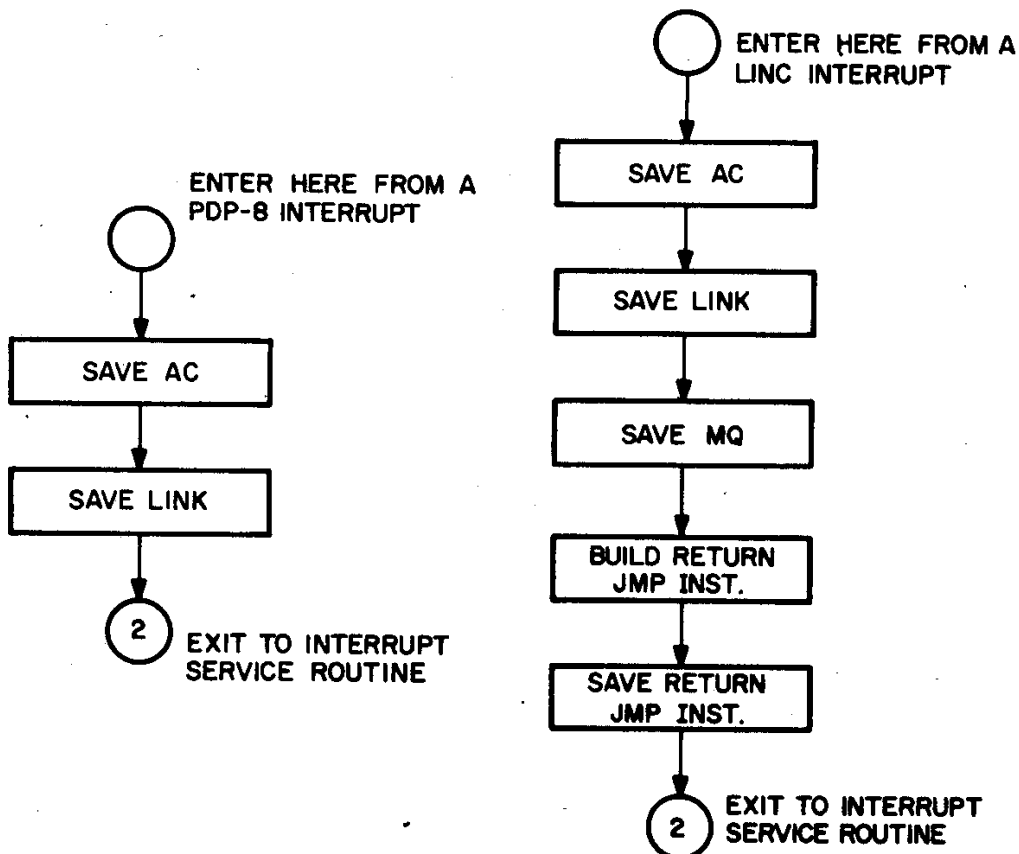 ENTER HERE FROM A
PDP-8 INTERRUPT
SAVE AC
SAVE LINK
2
EXIT TO INTERRUPT
SERVICE ROUTINE
ENTER HERE FROM A
LINC INTERRUPT
SAVE AC
SAVE LINK
SAVE MQ
BUILD RETURN
JMP INST.
SAVE RETURN
JMP INST.
2
EXIT TO INTERRUPT
SERVICE ROUTINE